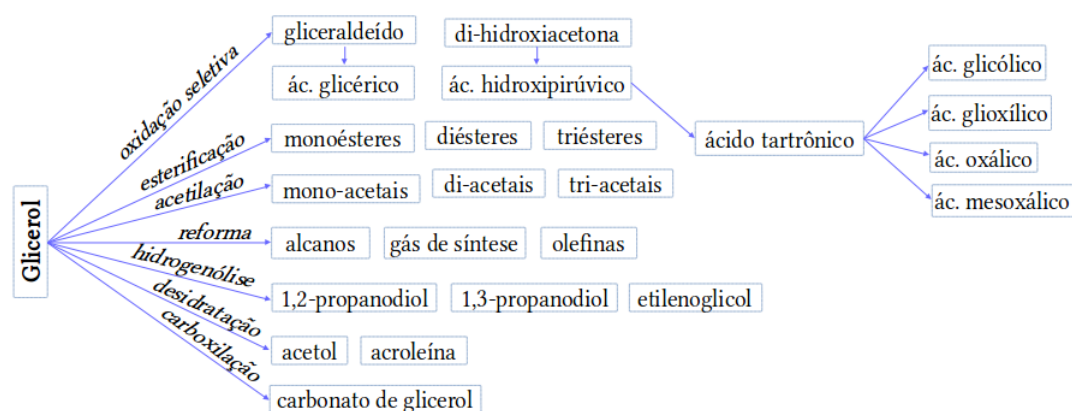 Glicerol
oxidação seletiva
gliceraldeído
di-hidroxiacetona
ác. glicérico
ác. hidroxipirúvico
ácido tartrônico
ác. glicólico
ác. glioxílico
ác. oxálico
ác. mesoxálico
esterificação
monoésteres
diésteres
triésteres
acetilação
mono-acetais
di-acetais
tri-acetais
reforma
alcanos
gás de síntese
olefinas
hidrogenólise
1,2-propanodiol
1,3-propanodiol
etilenoglicol
desidratação
acetol
acroleína
carboxilação
carbonato de glicerol